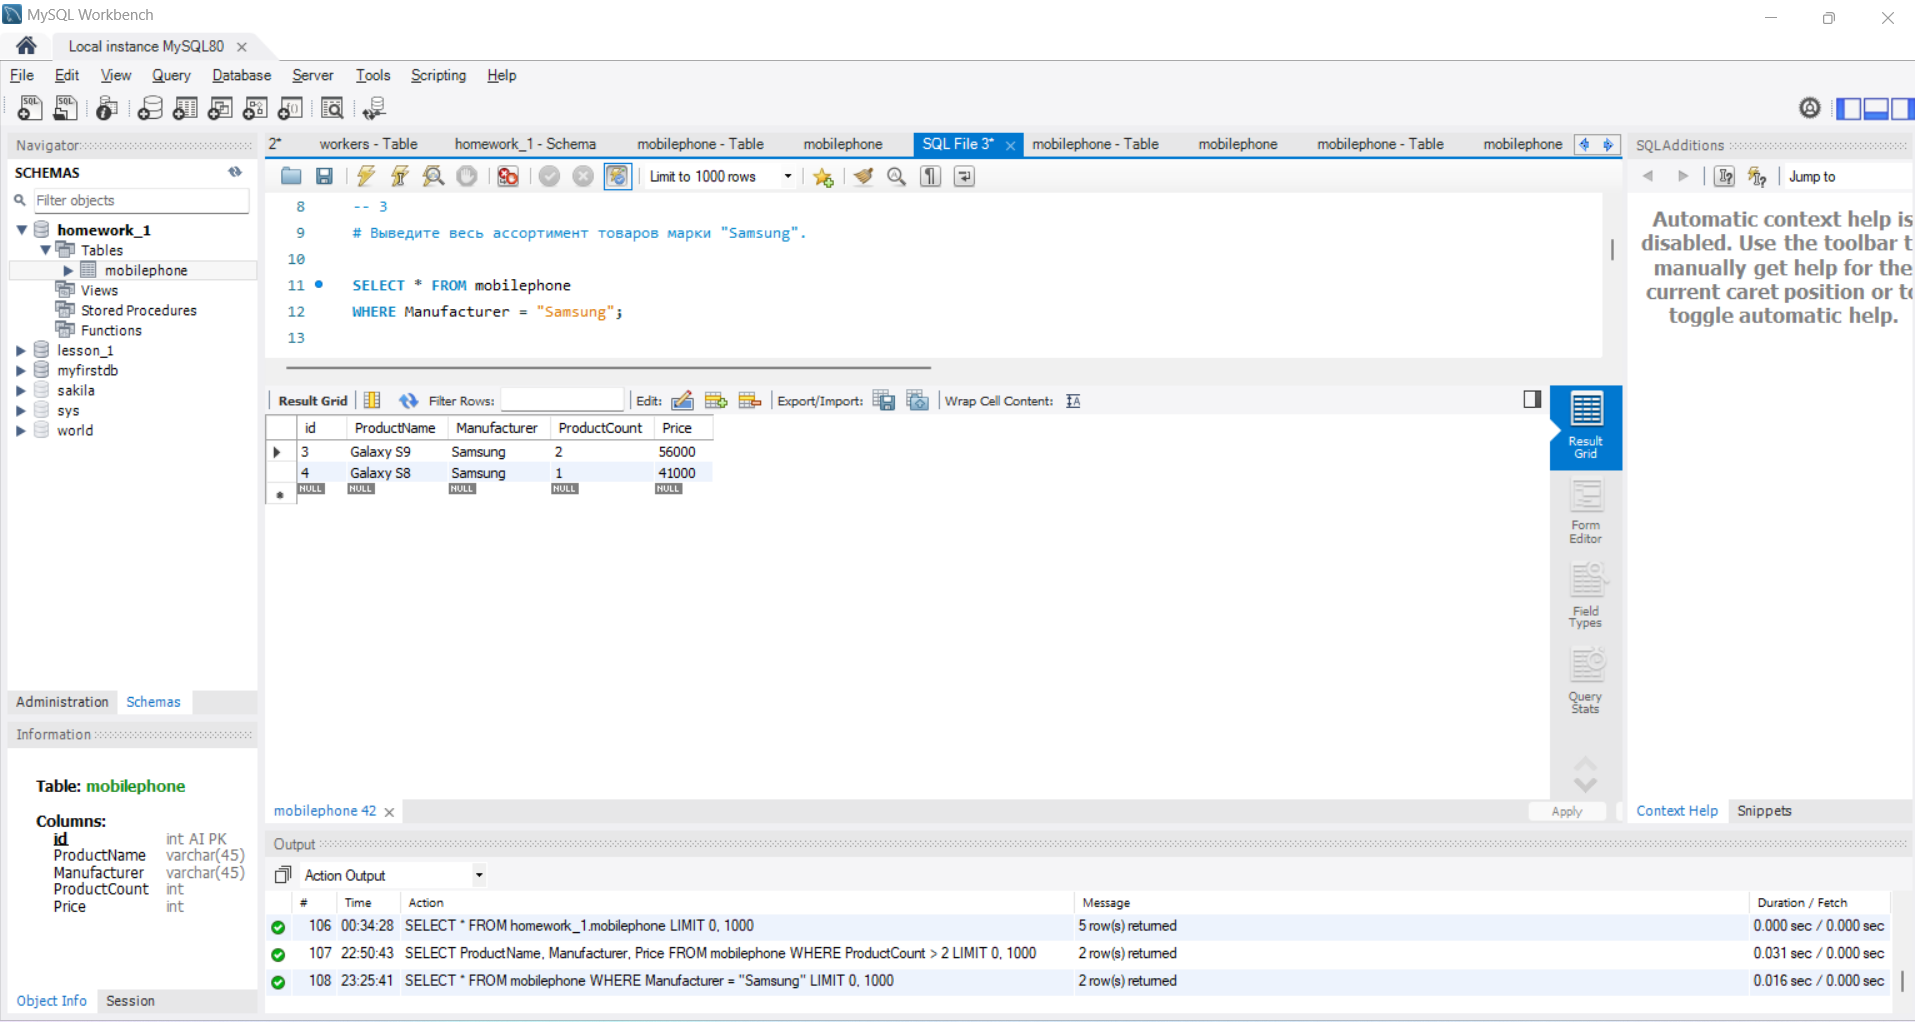 MySQL Workbench
Local instance MySQL80
File Edit View Query Database Server Tools Scripting Help
Navigator
SCHEMAS
Filter objects
homework_1
Tables
mobilephone
Views
Stored Procedures
Functions
lesson_1
myfirstdb
sakila
sys
world
Administration Schemas
Information
Table: mobilephone
Columns:
id int AI PK
ProductName varchar(45)
Manufacturer varchar(45)
ProductCount int
Price int
Object Info Session
2* workers - Table homework_1 - Schema mobilephone - Table mobilephone SQL File 3* mobilephone - Table mobilephone mobilephone - Table mobilephone
Limit to 1000 rows
8 -- 3
9 # Выведите весь ассортимент товаров марки "Samsung".
10
11 SELECT * FROM mobilephone
12 WHERE Manufacturer = "Samsung";
13
Result Grid Filter Rows: Edit: Export/Import: Wrap Cell Content:
id ProductName Manufacturer ProductCount Price
3 Galaxy S9 Samsung 2 56000
4 Galaxy S8 Samsung 1 41000
NULL NULL NULL NULL NULL
Result
Grid
Form
Editor
Field
Types
Query
Stats
mobilephone 42
Apply
SQLAdditions
Jump to
Automatic context help is
disabled. Use the toolbar t
manually get help for the
current caret position or to
toggle automatic help.
Context Help Snippets
Output
Action Output
# Time Action Message Duration / Fetch
106 00:34:28 SELECT * FROM homework_1.mobilephone LIMIT 0, 1000 5 row(s) returned 0.000 sec / 0.000 sec
107 22:50:43 SELECT ProductName, Manufacturer, Price FROM mobilephone WHERE ProductCount > 2 LIMIT 0, 1000 2 row(s) returned 0.031 sec / 0.000 sec
108 23:25:41 SELECT * FROM mobilephone WHERE Manufacturer = "Samsung" LIMIT 0, 1000 2 row(s) returned 0.016 sec / 0.000 sec